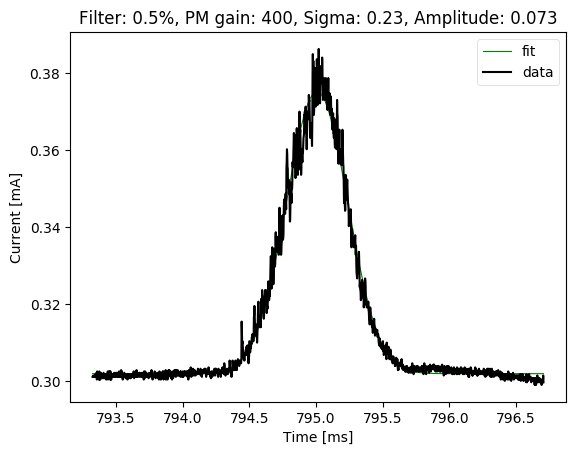 Filter: 0.5%, PM gain: 400, Sigma: 0.23, Amplitude: 0.073
fit
data
Current [mA]
0.38
0.36
0.34
0.32
0.30
793.5 794.0 794.5 795.0 795.5 796.0 796.5
Time [ms]